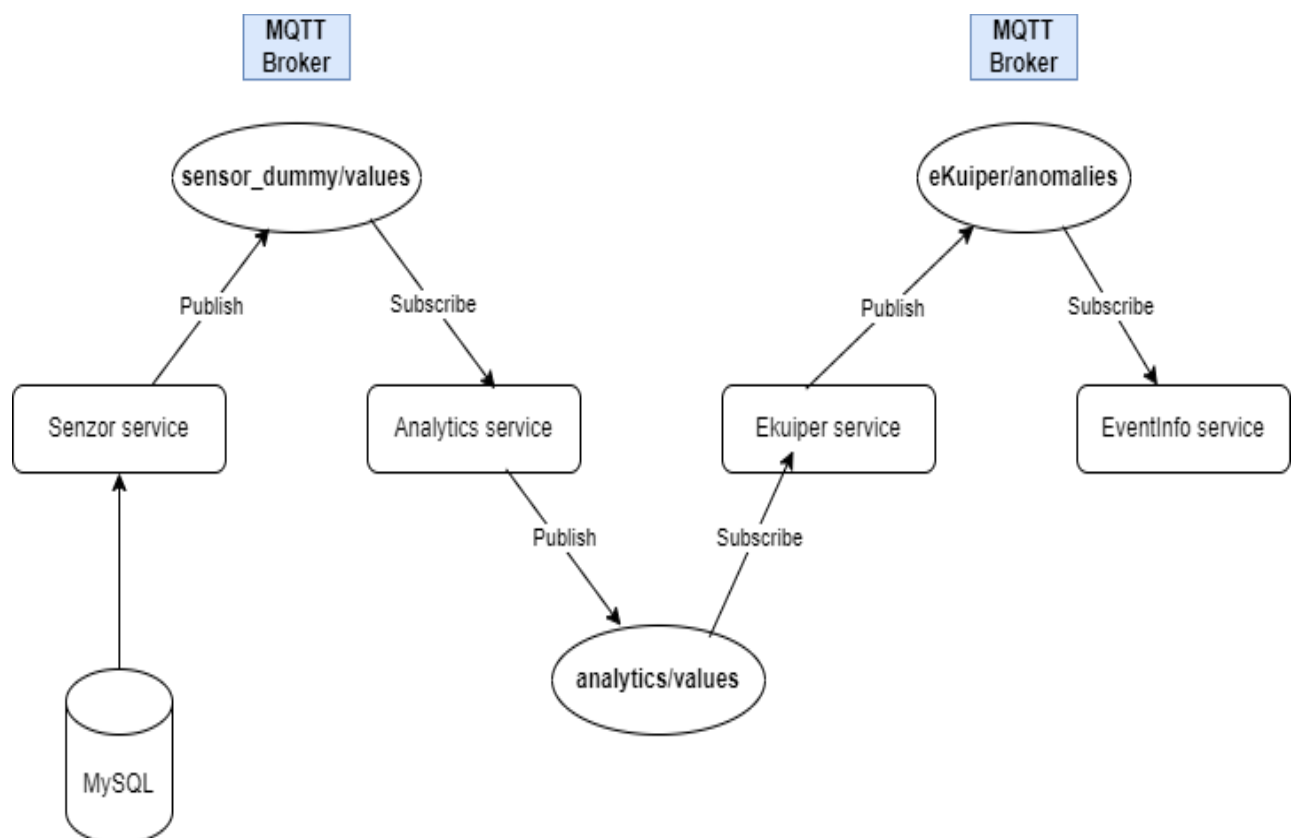 MQTT
Broker
MQTT
Broker
sensor_dummy/values
eKuiper/anomalies
Publish
Subscribe
Publish
Subscribe
Senzor service
Analytics service
Ekuiper service
EventInfo service
Publish
Subscribe
analytics/values
MySQL